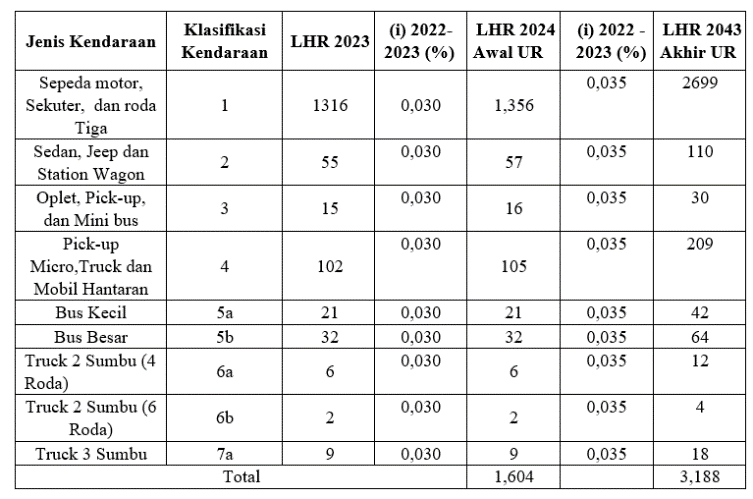 Jenis Kendaraan Klasifikasi Kendaraan LHR 2023 (i) 2022-2023 (%) LHR 2024 Awal UR (i) 2022 - 2023 (%) LHR 2043 Akhir UR
Sepeda motor, Sekuter, dan roda Tiga 1 1316 0,030 1,356 0,035 2699
Sedan, Jeep dan Station Wagon 2 55 0,030 57 0,035 110
Oplet, Pick-up, dan Mini bus 3 15 0,030 16 0,035 30
Pick-up Micro,Truck dan Mobil Hantaran 4 102 0,030 105 0,035 209
Bus Kecil 5a 21 0,030 21 0,035 42
Bus Besar 5b 32 0,030 32 0,035 64
Truck 2 Sumbu (4 Roda) 6a 6 0,030 6 0,035 12
Truck 2 Sumbu (6 Roda) 6b 2 0,030 2 0,035 4
Truck 3 Sumbu 7a 9 0,030 9 0,035 18
Total 1,604 3,188